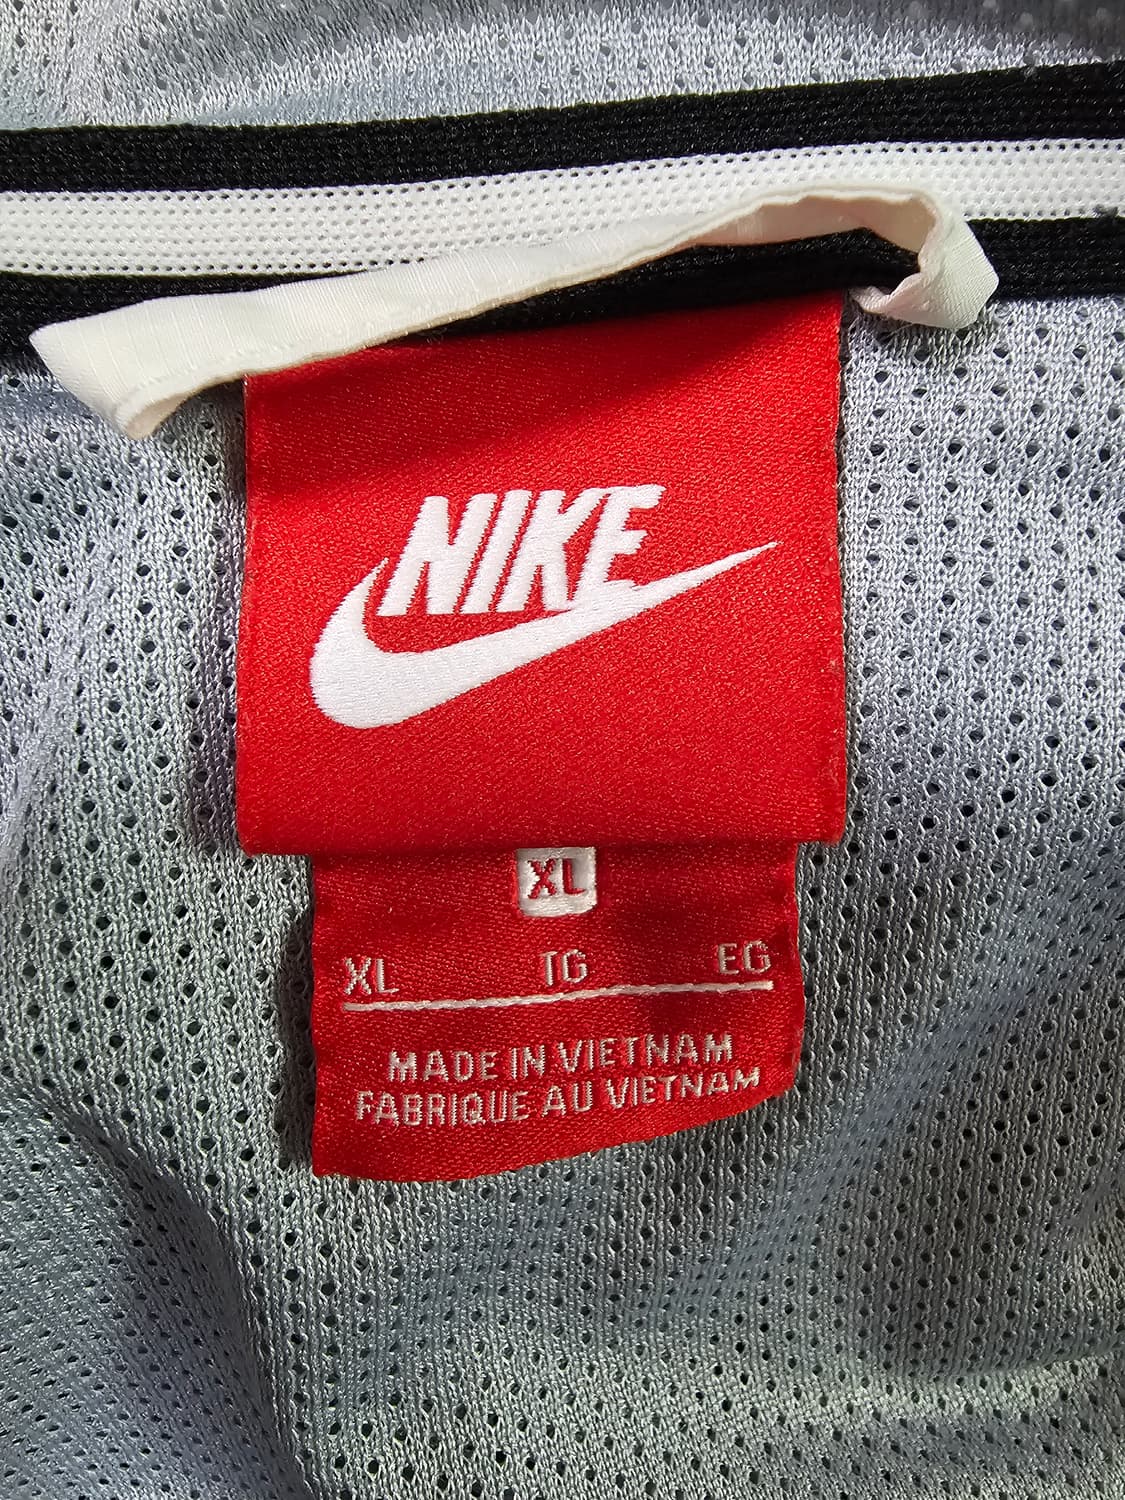 NIKE
XL
XL TG EG
MADE IN VIETNAM
FABRIQUE AU VIETNAM